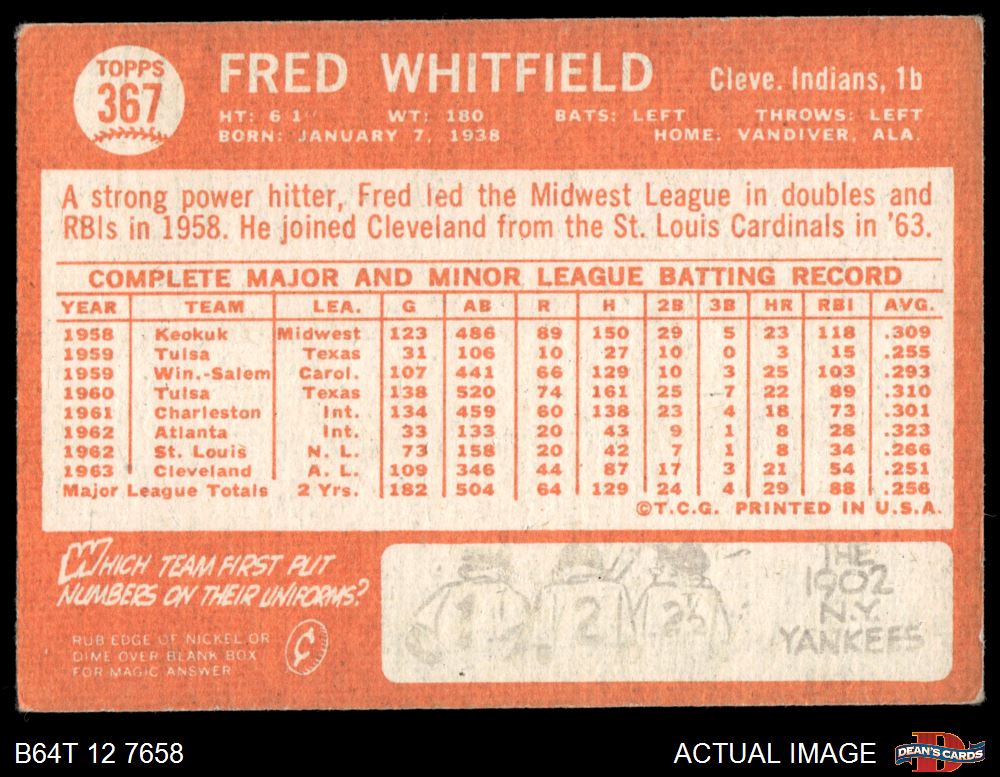 TOPPS
367
FRED WHITFIELD
Cleve. Indians, 1b
HT: 6 1" WT: 180 BATS: LEFT THROWS: LEFT
BORN: JANUARY 7, 1938 HOME: VANDIVER, ALA.
A strong power hitter, Fred led the Midwest League in doubles and
RBIs in 1958. He joined Cleveland from the St. Louis Cardinals in '63.
COMPLETE MAJOR AND MINOR LEAGUE BATTING RECORD
YEAR TEAM LEA. G AB R H 2B 3B HR RBI AVG.
1958 Keokuk Midwest 123 486 89 150 29 5 23 118 .309
1959 Tulsa Texas 31 106 10 27 10 0 3 15 .255
1959 Win.-Salem Carol. 107 441 66 129 10 3 25 103 .293
1960 Tulsa Texas 138 520 74 161 25 7 22 89 .310
1961 Charleston Int. 134 459 60 138 23 4 18 73 .301
1962 Atlanta Int. 33 133 20 43 9 1 8 28 .323
1962 St. Louis N. L. 73 158 20 42 7 1 8 34 .266
1963 Cleveland A. L. 109 346 44 87 17 3 21 54 .251
Major League Totals 2 Yrs. 182 504 64 129 24 4 29 88 .256
©T.C.G. PRINTED IN U.S.A.
WHICH TEAM FIRST PUT
NUMBERS ON THEIR UNIFORMS?
RUB EDGE OF NICKEL OR
DIME OVER BLANK BOX
FOR MAGIC ANSWER
¢
1 2 2½
THE
1902
N.Y.
YANKEES
B64T 12 7658
ACTUAL IMAGE
DEAN'S CARDS